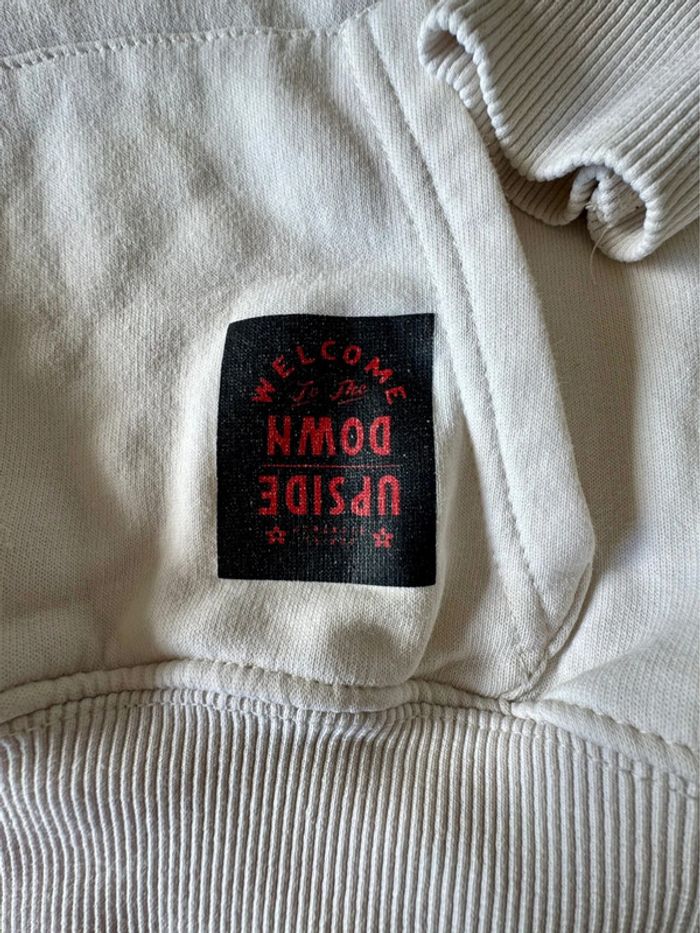 WELCOME
To The
UPSIDE
DOWN